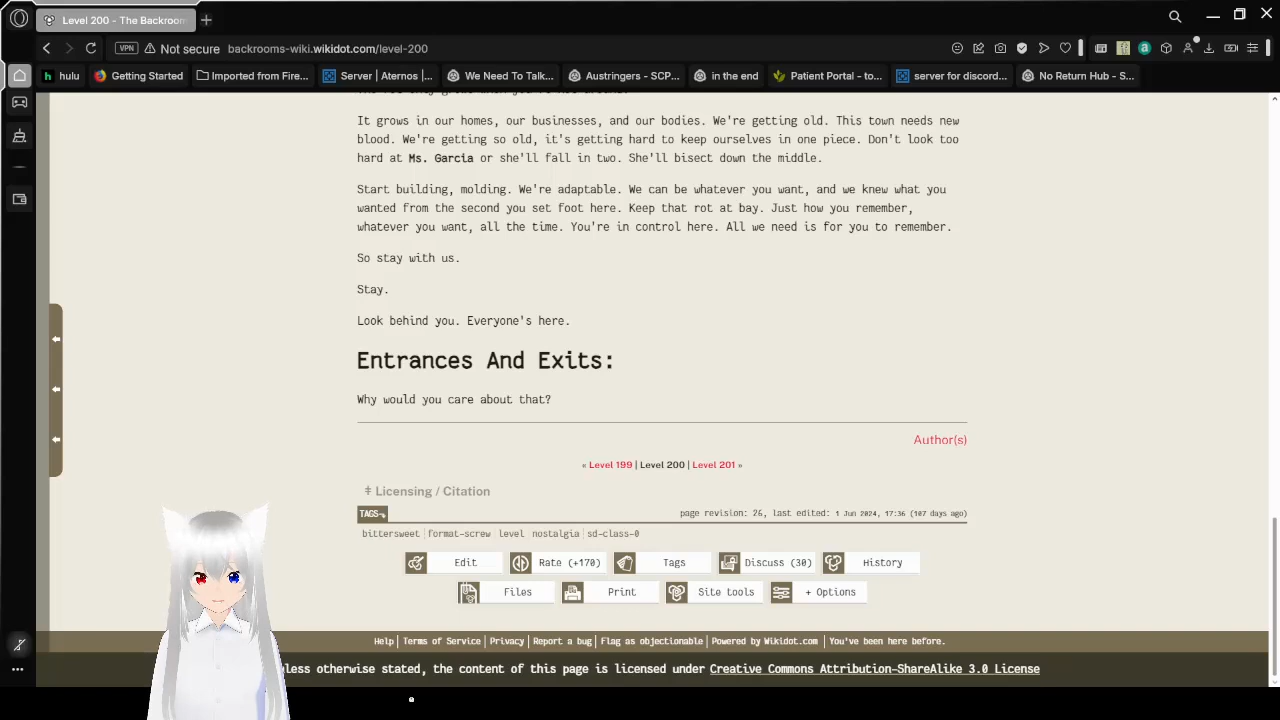 Level 200 - The Backroom
VPN Not secure backrooms-wiki.wikidot.com/level-200
hulu Getting Started Imported from Fire... Server | Aternos |... We Need To Talk... Austringers - SCP... in the end Patient Portal - to... server for discord... No Return Hub - S...
It grows in our homes, our businesses, and our bodies. We're getting old. This town needs new
blood. We're getting so old, it's getting hard to keep ourselves in one piece. Don't look too
hard at Ms. Garcia or she'll fall in two. She'll bisect down the middle.
Start building, molding. We're adaptable. We can be whatever you want, and we knew what you
wanted from the second you set foot here. Keep that rot at bay. Just how you remember,
whatever you want, all the time. You're in control here. All we need is for you to remember.
So stay with us.
Stay.
Look behind you. Everyone's here.
Entrances And Exits:
Why would you care about that?
Author(s)
« Level 199 | Level 200 | Level 201 »
Licensing / Citation
TAGS page revision: 26, last edited: 1 Jun 2024, 17:36 (107 days ago)
bittersweet format-screw level nostalgia sd-class-0
Edit Rate (+170) Tags Discuss (30) History
Files Print Site tools + Options
Help | Terms of Service | Privacy | Report a bug | Flag as objectionable | Powered by Wikidot.com | You've been here before.
less otherwise stated, the content of this page is licensed under Creative Commons Attribution-ShareAlike 3.0 License